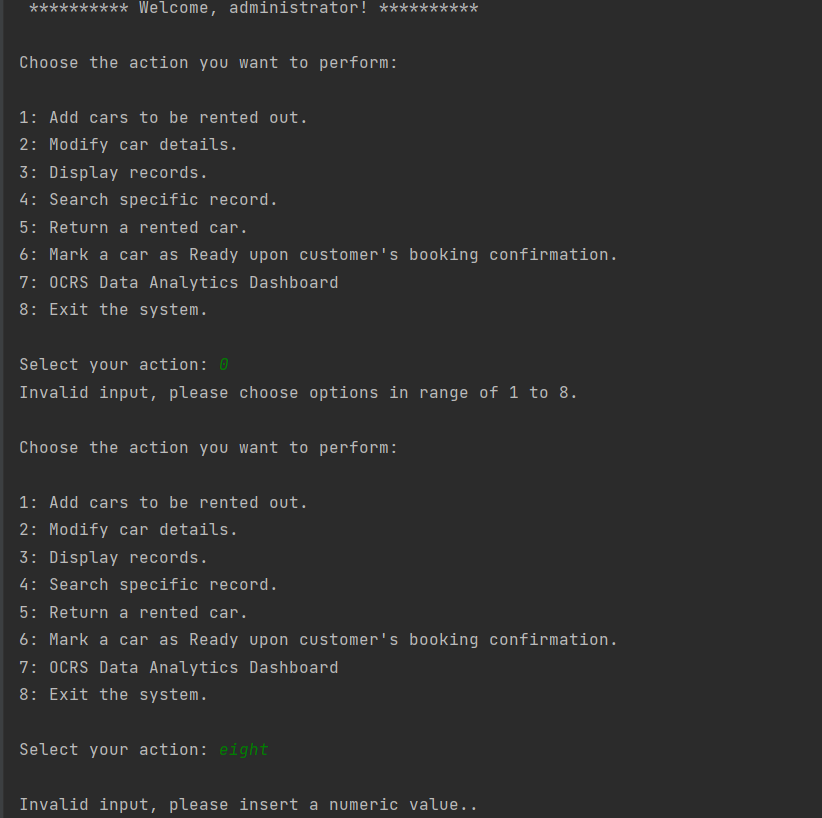 ********** Welcome, administrator! **********
Choose the action you want to perform:
1: Add cars to be rented out.
2: Modify car details.
3: Display records.
4: Search specific record.
5: Return a rented car.
6: Mark a car as Ready upon customer's booking confirmation.
7: OCRS Data Analytics Dashboard
8: Exit the system.
Select your action: 0
Invalid input, please choose options in range of 1 to 8.
Choose the action you want to perform:
1: Add cars to be rented out.
2: Modify car details.
3: Display records.
4: Search specific record.
5: Return a rented car.
6: Mark a car as Ready upon customer's booking confirmation.
7: OCRS Data Analytics Dashboard
8: Exit the system.
Select your action: eight
Invalid input, please insert a numeric value..